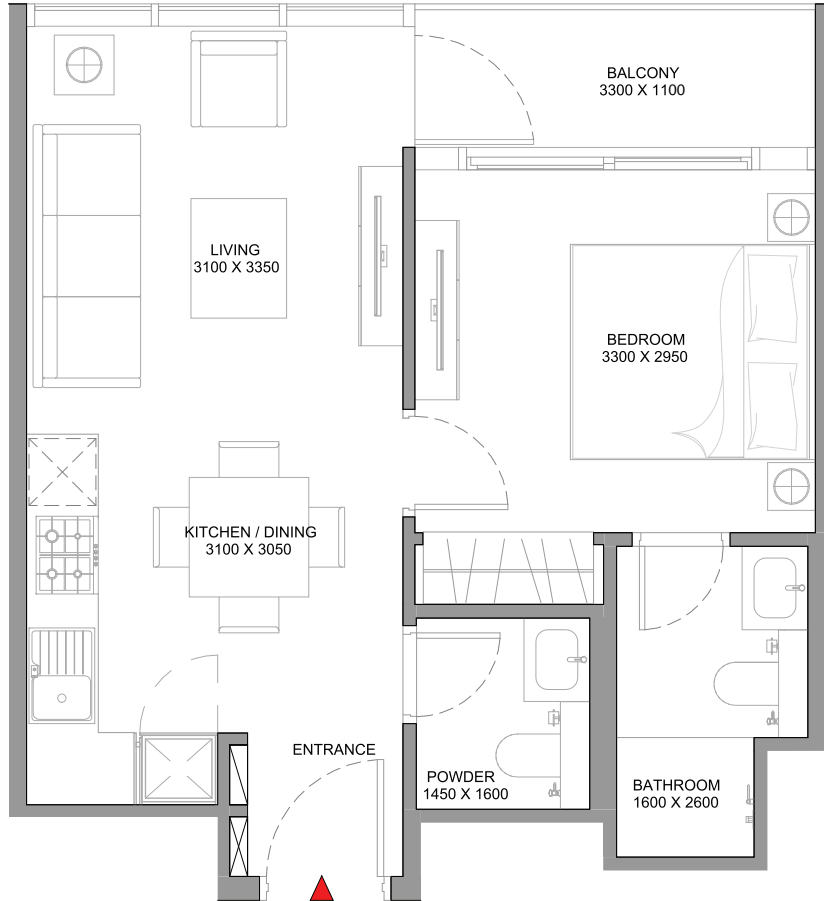 BALCONY
3300 X 1100
LIVING
3100 X 3350
BEDROOM
3300 X 2950
KITCHEN / DINING
3100 X 3050
ENTRANCE
POWDER
1450 X 1600
BATHROOM
1600 X 2600